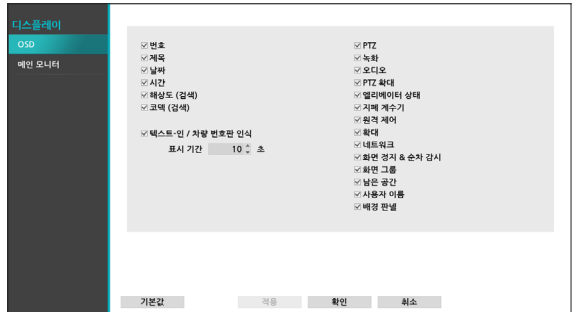 디스플레이
OSD
메인 모니터
번호
제목
날짜
시간
해상도 (검색)
코덱 (검색)
텍스트-인 / 차량 번호판 인식
표시 기간 10 초
PTZ
녹화
오디오
PTZ 확대
엘리베이터 상태
지폐 계수기
원격 제어
확대
네트워크
화면 정지 & 순차 감시
화면 그룹
남은 공간
사용자 이름
배경 판넬
기본값 적용 확인 취소